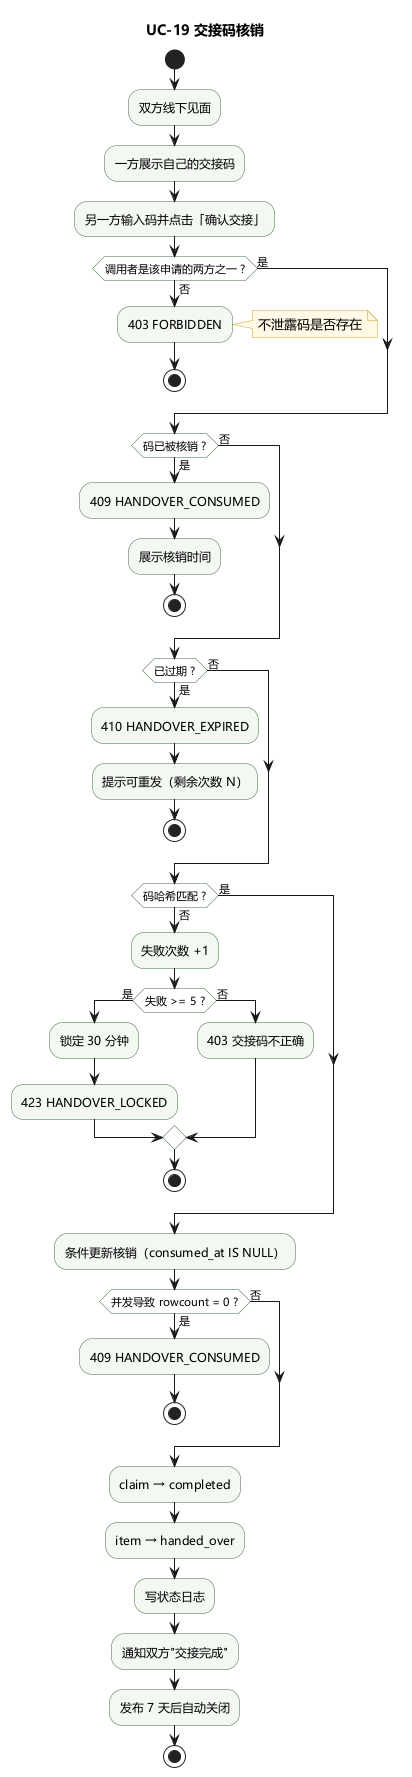 UC-19 交接码核销
双方线下见面
一方展示自己的交接码
另一方输入码并点击「确认交接」
调用者是该申请的两方之一？
是
否
403 FORBIDDEN
不泄露码是否存在
码已被核销？
否
是
409 HANDOVER_CONSUMED
展示核销时间
已过期？
否
是
410 HANDOVER_EXPIRED
提示可重发（剩余次数 N）
码哈希匹配？
是
否
失败次数 +1
是
失败 >= 5 ?
否
锁定 30 分钟
403 交接码不正确
423 HANDOVER_LOCKED
条件更新核销（consumed_at IS NULL）
并发导致 rowcount = 0 ?
否
是
409 HANDOVER_CONSUMED
claim → completed
item → handed_over
写状态日志
通知双方"交接完成"
发布 7 天后自动关闭